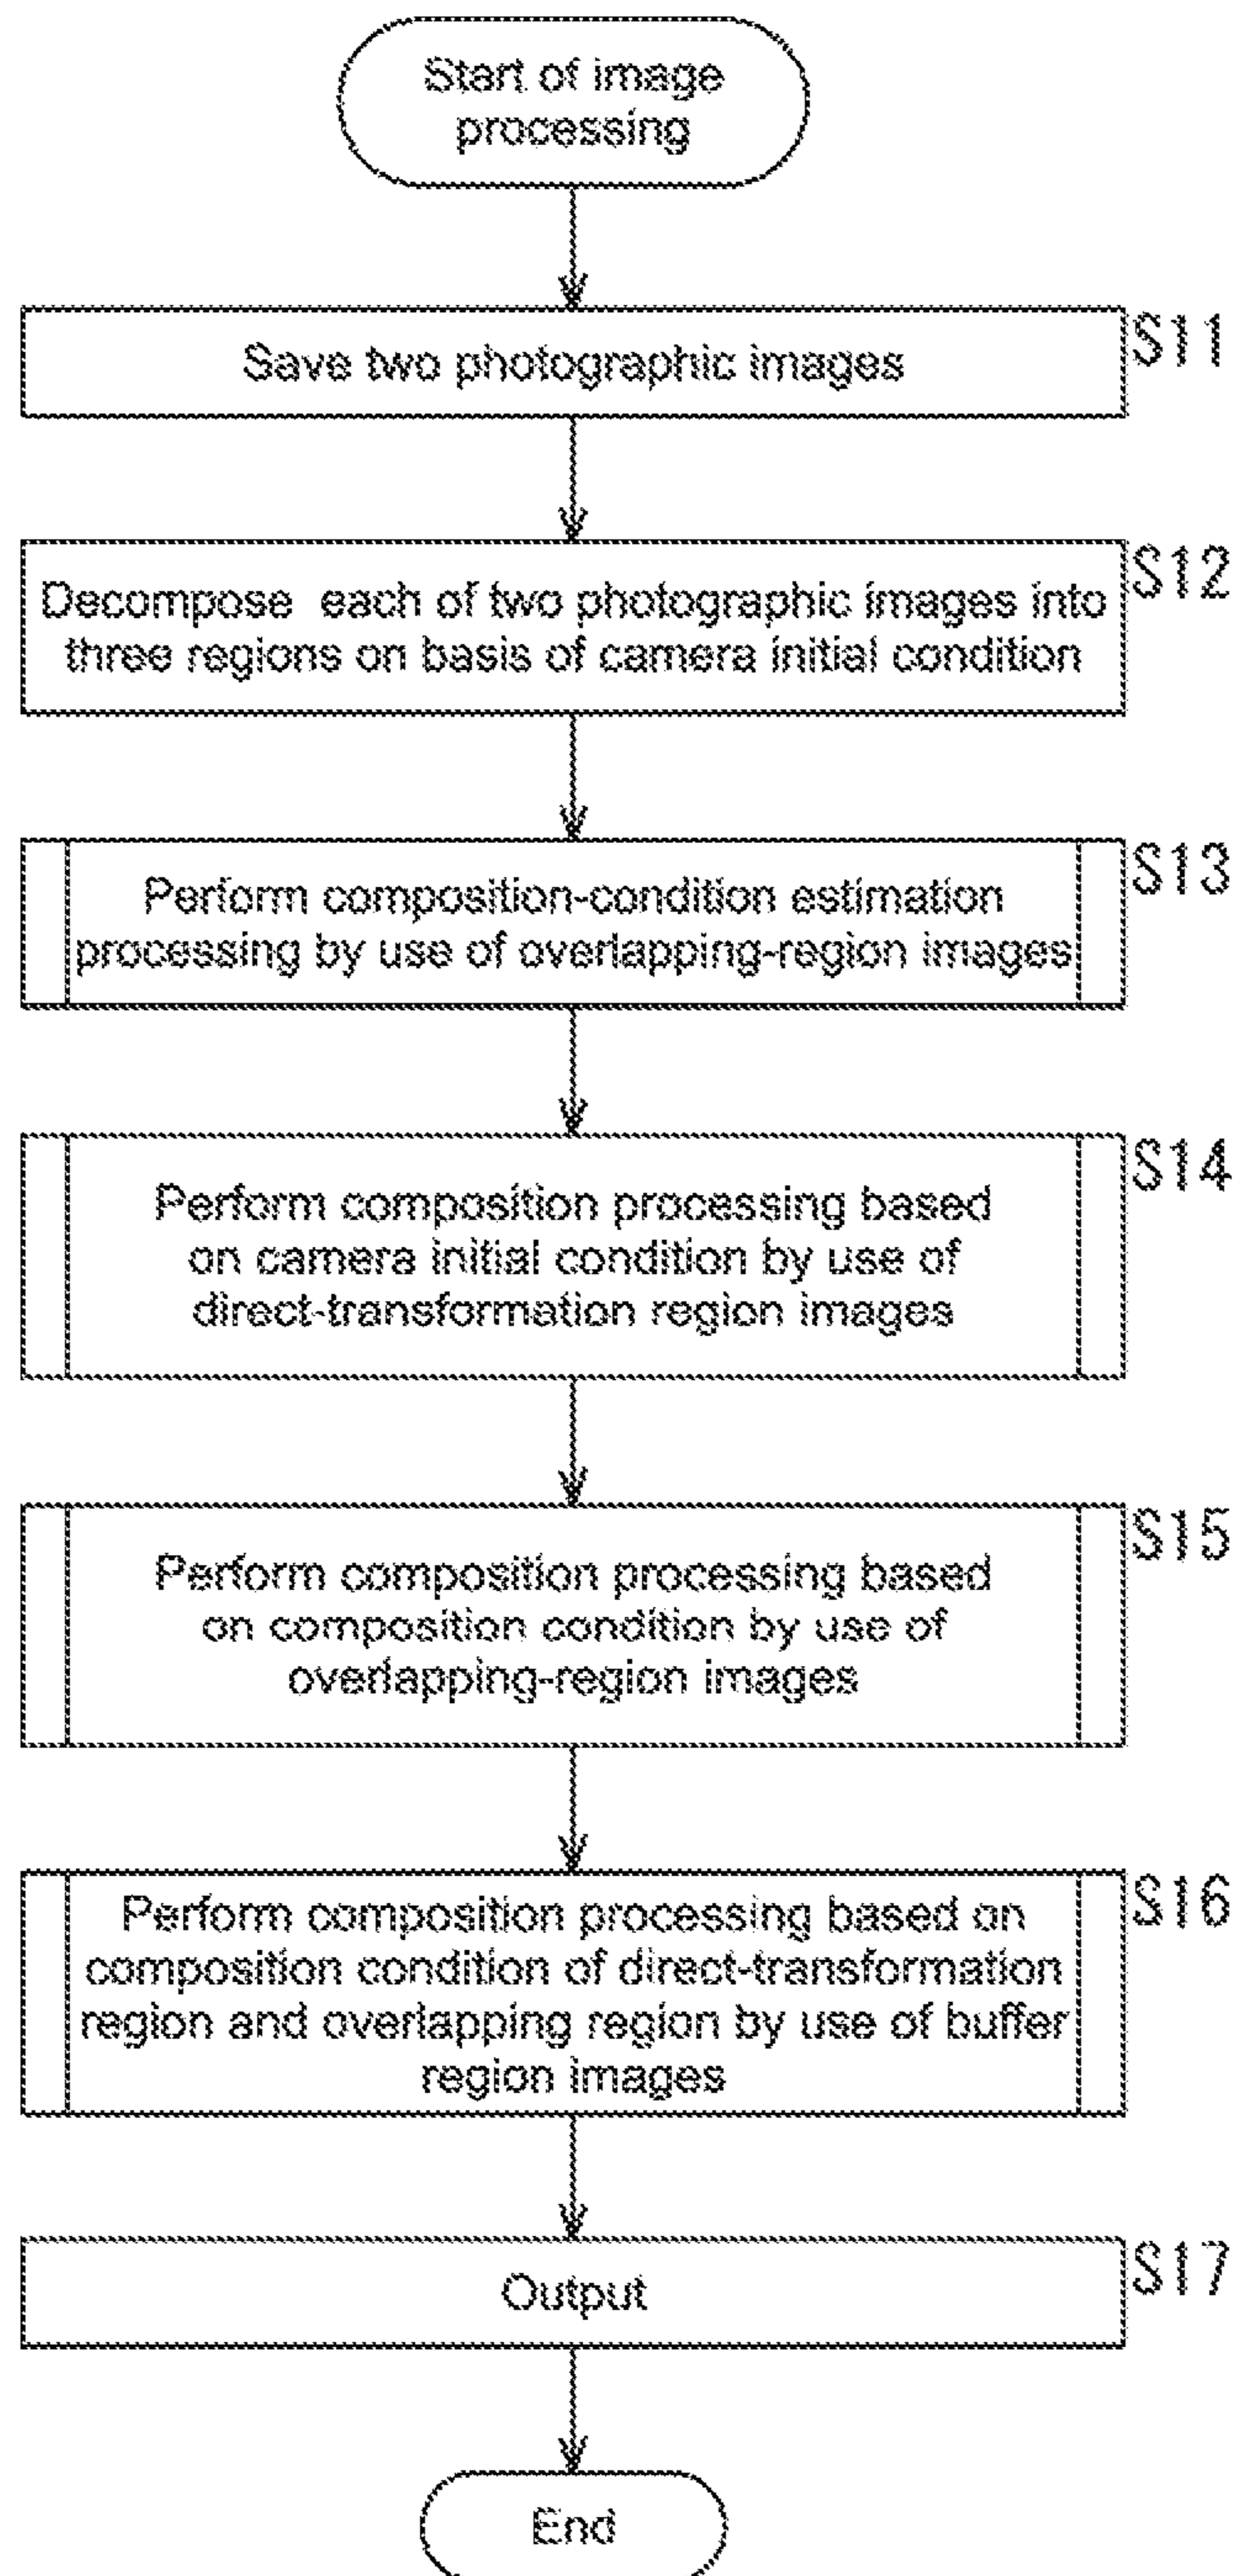 Start of image
processing
S11
Save two photographic images
S12
Decompose each of two photographic images into
three regions on basis of camera initial condition
S13
Perform composition-condition estimation
processing by use of overlapping-region images
S14
Perform composition processing based
on camera initial condition by use of
direct-transformation region images
S15
Perform composition processing based
on composition condition by use of
overlapping-region images
S16
Perform composition processing based on
composition condition of direct-transformation
region and overlapping region by use of buffer
region images
S17
Output
End